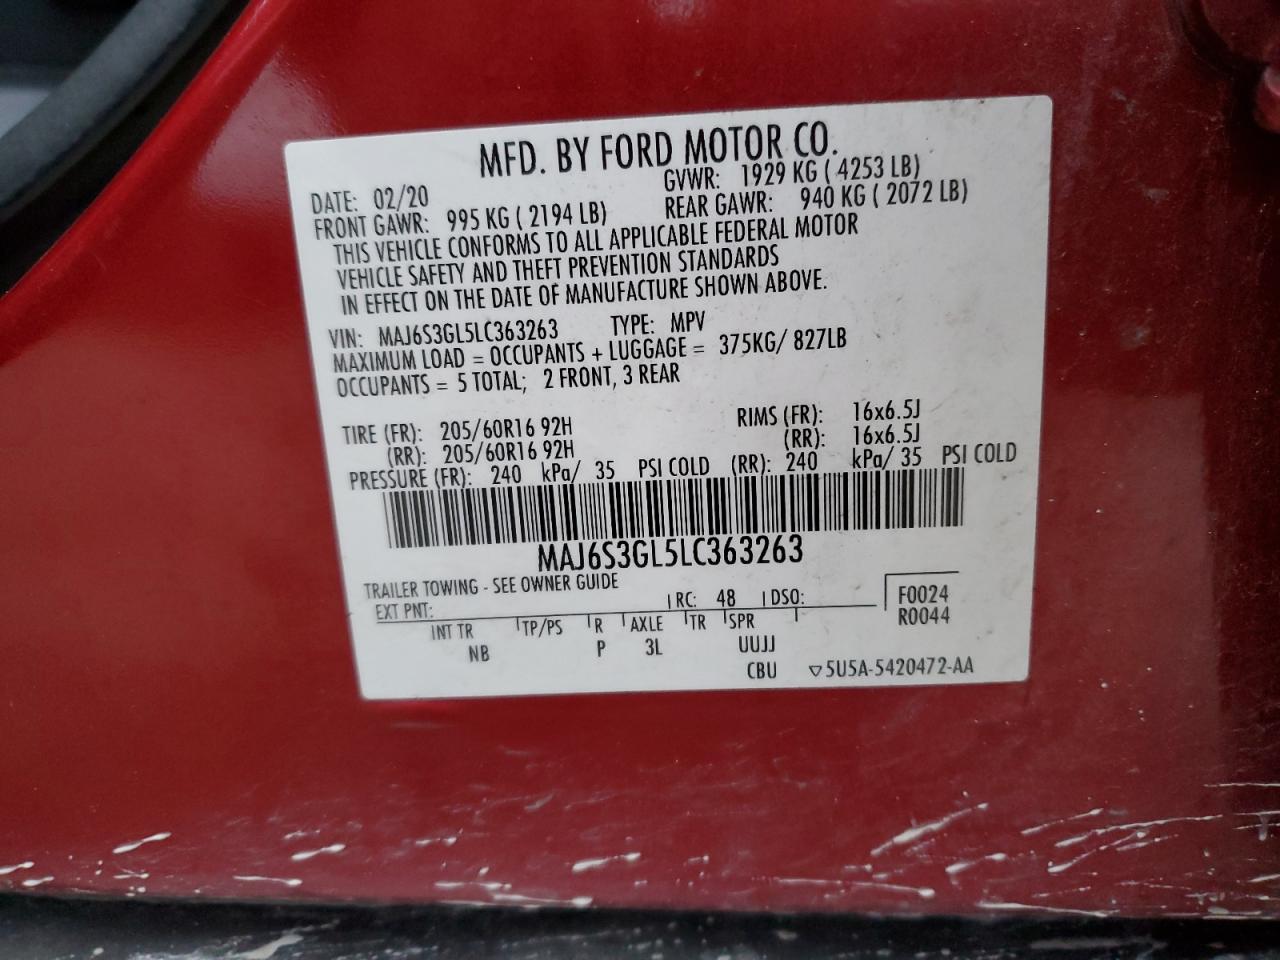 MFD. BY FORD MOTOR CO.
DATE: 02/20 GVWR: 1929 KG ( 4253 LB)
FRONT GAWR: 995 KG ( 2194 LB) REAR GAWR: 940 KG ( 2072 LB)
THIS VEHICLE CONFORMS TO ALL APPLICABLE FEDERAL MOTOR
VEHICLE SAFETY AND THEFT PREVENTION STANDARDS
IN EFFECT ON THE DATE OF MANUFACTURE SHOWN ABOVE.
VIN: MAJ6S3GL5LC363263 TYPE: MPV
MAXIMUM LOAD = OCCUPANTS + LUGGAGE = 375KG/ 827LB
OCCUPANTS = 5 TOTAL; 2 FRONT, 3 REAR
TIRE (FR): 205/60R16 92H RIMS (FR): 16x6.5J
(RR): 205/60R16 92H (RR): 16x6.5J
PRESSURE (FR): 240 kPa/ 35 PSI COLD (RR): 240 kPa/ 35 PSI COLD
MAJ6S3GL5LC363263
TRAILER TOWING - SEE OWNER GUIDE
EXT PNT: RC: 48 DSO: F0024
R0044
INT TR TP/PS R AXLE TR SPR
NB P 3L UUJJ
CBU ▽5U5A-5420472-AA